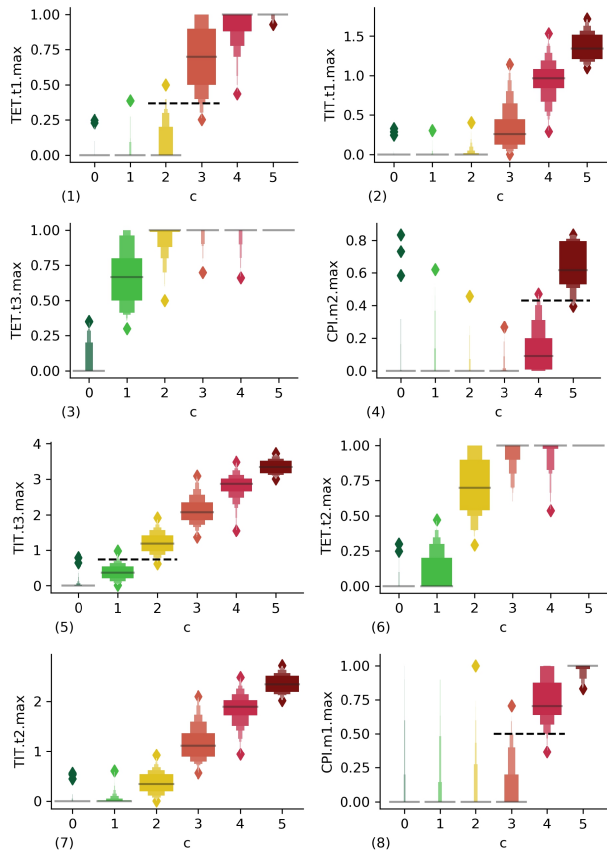 TET.t1.max
1.00
0.75
0.50
0.25
0.00
0 1 2 3 4 5
(1)
c
TIT.t1.max
1.5
1.0
0.5
0.0
0 1 2 3 4 5
(2)
c
TET.t3.max
1.00
0.75
0.50
0.25
0.00
0 1 2 3 4 5
(3)
c
CPI.m2.max
0.8
0.6
0.4
0.2
0.0
0 1 2 3 4 5
(4)
c
TIT.t3.max
4
3
2
1
0
0 1 2 3 4 5
(5)
c
TET.t2.max
1.00
0.75
0.50
0.25
0.00
0 1 2 3 4 5
(6)
c
TIT.t2.max
2
1
0
0 1 2 3 4 5
(7)
c
CPI.m1.max
1.00
0.75
0.50
0.25
0.00
0 1 2 3 4 5
(8)
c